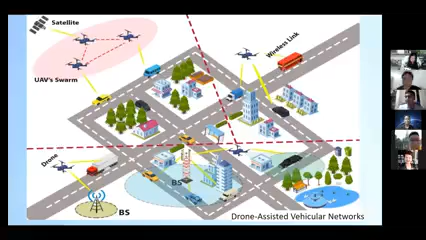 Satellite
UAV's Swarm
Wireless Link
Drone
BS
BS
Drone-Assisted Vehicular Networks